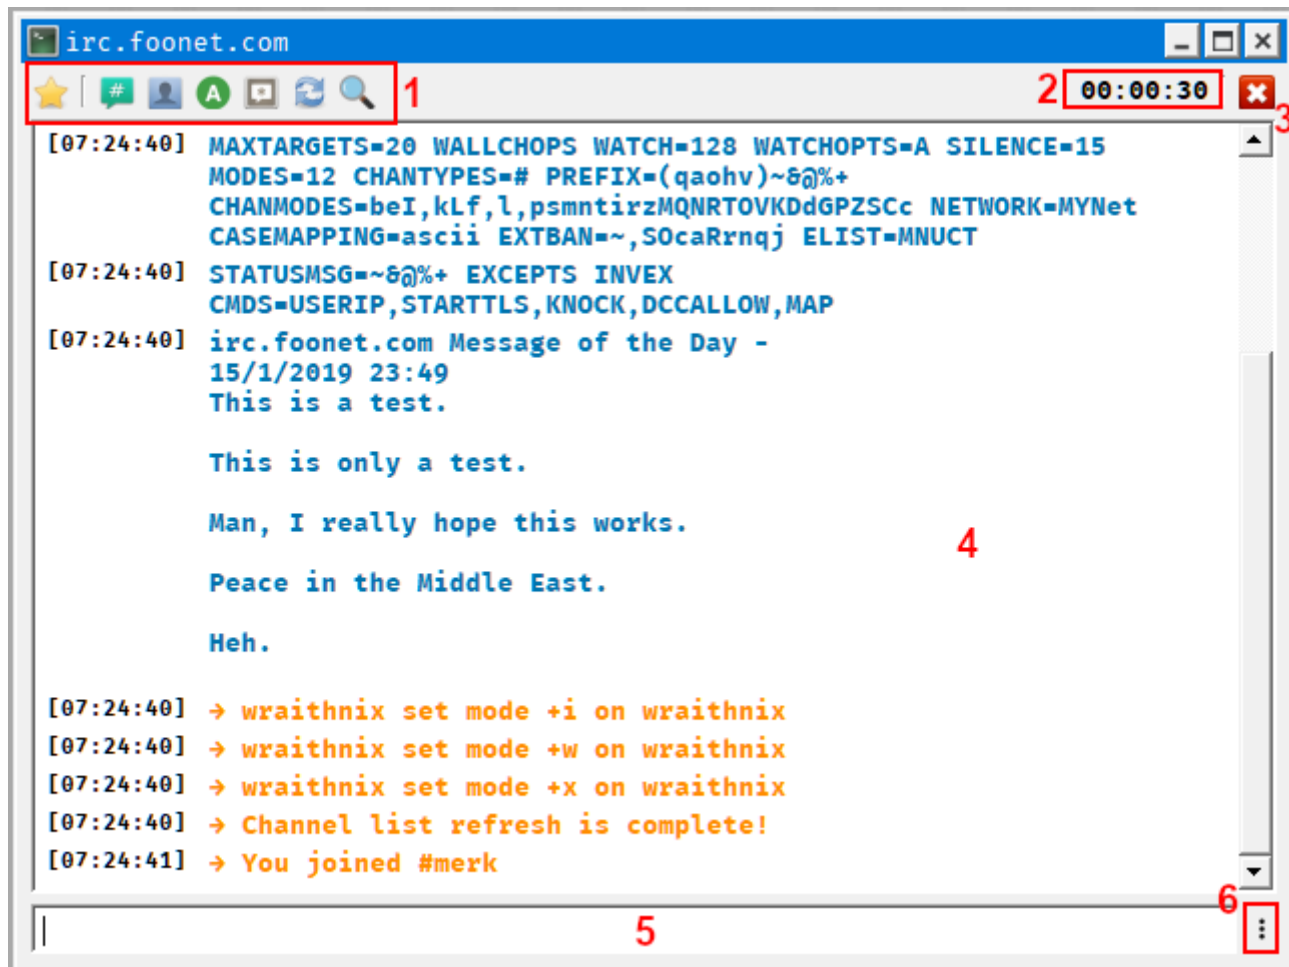 irc.foonet.com
1
2 00:00:30
3
[07:24:40] MAXTARGETS=20 WALLCHOPS WATCH=128 WATCHOPTS=A SILENCE=15
MODES=12 CHANTYPES=# PREFIX=(qaohv)~&@%+
CHANMODES=beI,kLf,l,psmntirzMQNRTOVKDdGPZSCc NETWORK=MYNet
CASEMAPPING=ascii EXTBAN=~,SOcaRrnqj ELIST=MNUCT
[07:24:40] STATUSMSG=~&@%+ EXCEPTS INVEX
CMDS=USERIP,STARTTLS,KNOCK,DCCALLOW,MAP
[07:24:40] irc.foonet.com Message of the Day -
15/1/2019 23:49
This is a test.
This is only a test.
Man, I really hope this works.
4
Peace in the Middle East.
Heh.
[07:24:40] → wraithnix set mode +i on wraithnix
[07:24:40] → wraithnix set mode +w on wraithnix
[07:24:40] → wraithnix set mode +x on wraithnix
[07:24:40] → Channel list refresh is complete!
[07:24:41] → You joined #merk
6
5